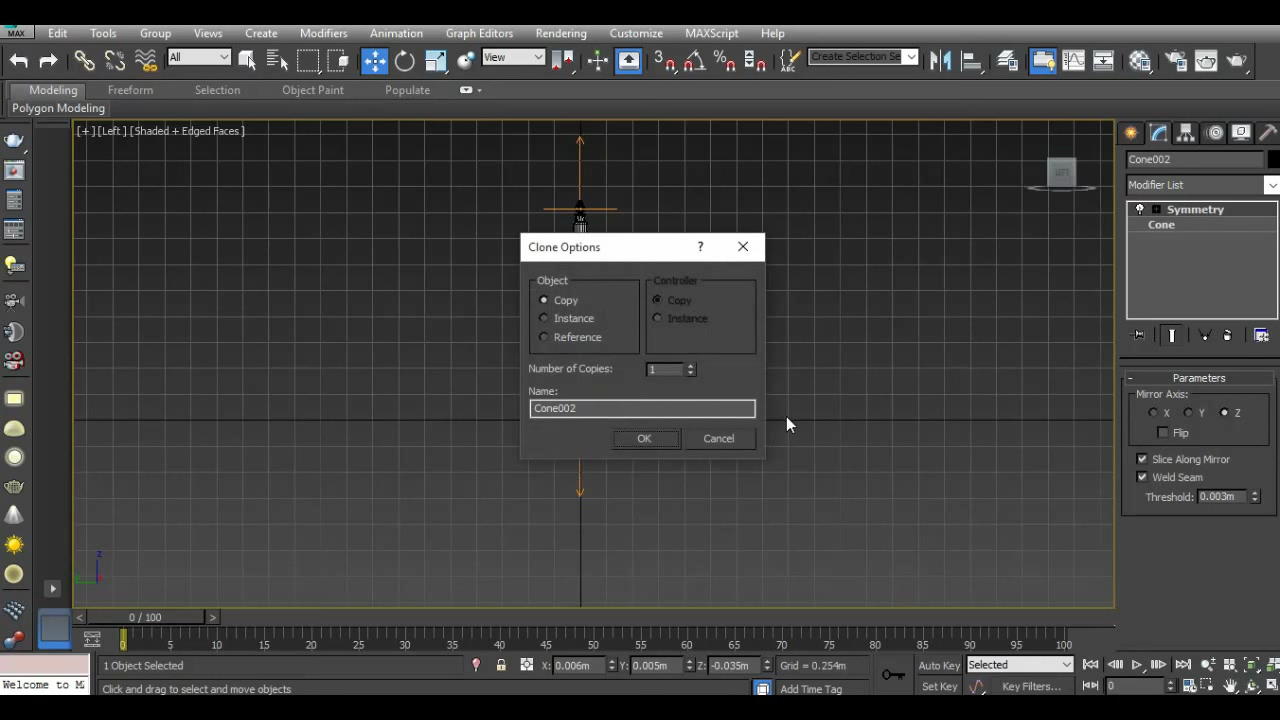 MAX Edit Tools Group Views Create Modifiers Animation Graph Editors Rendering Customize MAXScript Help
All View 3 Create Selection Se
Modeling Freeform Selection Object Paint Populate
Polygon Modeling
[+][Left][Shaded + Edged Faces]
LEFT
Cone002
Modifier List
Symmetry
Cone
Clone Options ?
Object
Copy
Instance
Reference
Controller
Copy
Instance
Number of Copies: 1
Name:
Cone002
OK Cancel
Parameters
Mirror Axis:
X Y Z
Flip
Slice Along Mirror
Weld Seam
Threshold: 0.003m
z
< 0 / 100 >
0 5 10 15 20 25 30 35 40 45 50 55 60 65 70 75 80 85 90 95 100
1 Object Selected X: 0.006m Y: 0.005m Z: -0.035m Grid = 0.254m Auto Key Selected
Welcome to M Click and drag to select and move objects Add Time Tag Set Key Key Filters... 0